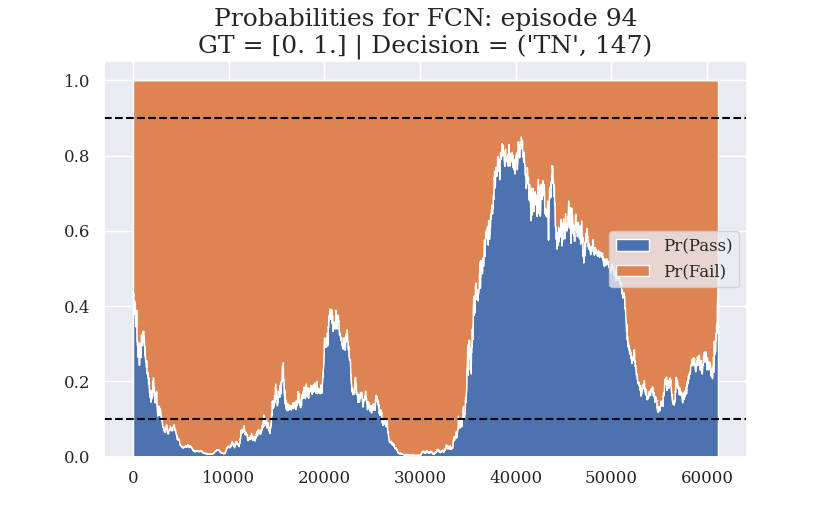 Probabilities for FCN: episode 94
GT = [0. 1.] | Decision = ('TN', 147)
1.0
0.8
0.6
0.4
0.2
0.0
Pr(Pass)
Pr(Fail)
0 10000 20000 30000 40000 50000 60000